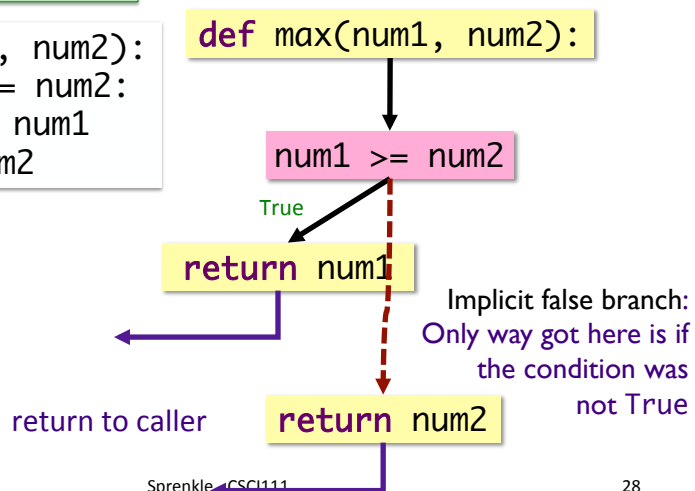 , num2):
= num2:
num1
m2
def max(num1, num2):
num1 >= num2
True
return num1
Implicit false branch:
Only way got here is if
the condition was
not True
return to caller
return num2
Sprenkle - CSCI111
28